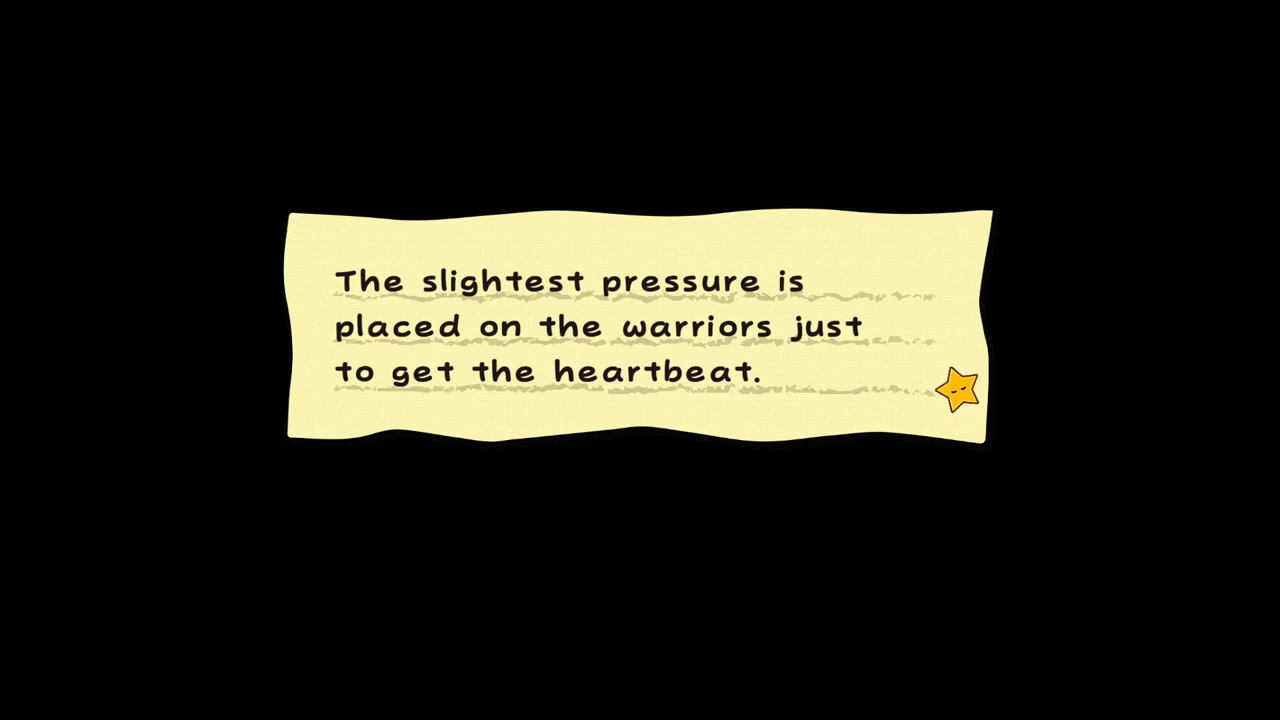 The slightest pressure is
placed on the warriors just
to get the heartbeat.